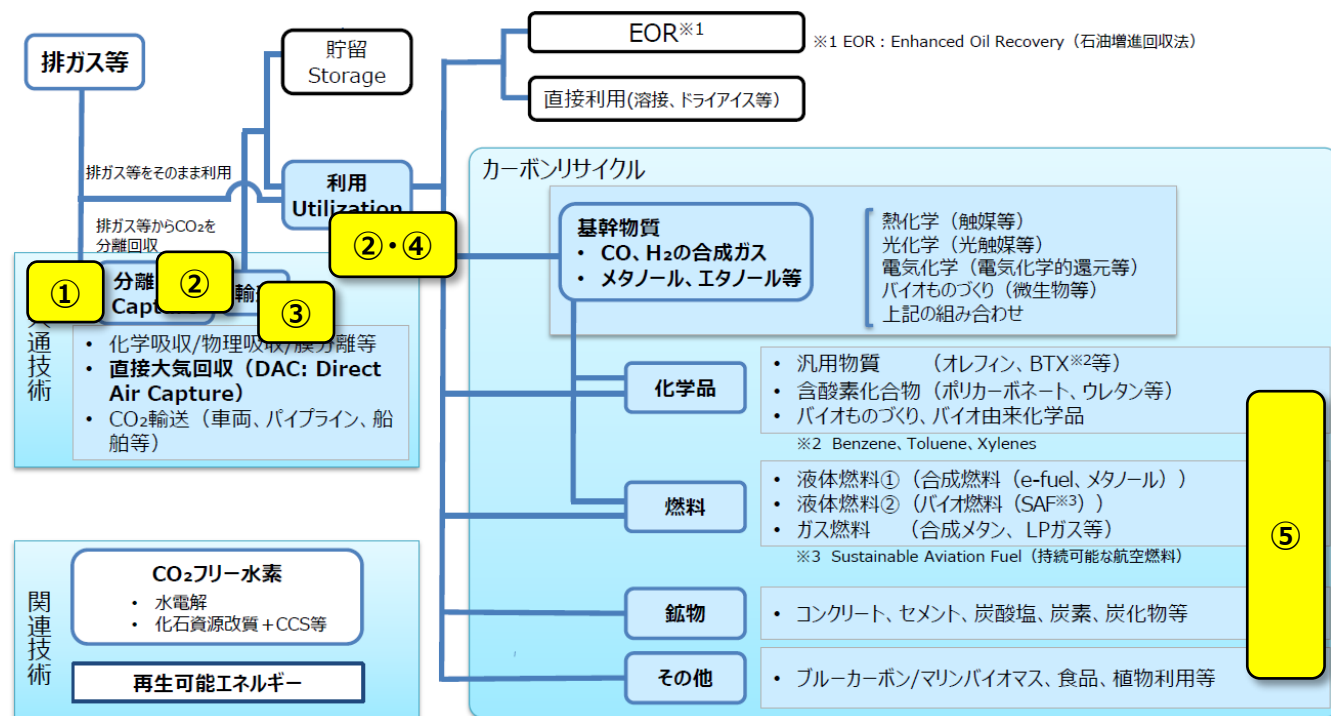 排ガス等
貯留
Storage
EOR※1
※1 EOR：Enhanced Oil Recovery（石油増進回収法）
直接利用(溶接、ドライアイス等）
排ガス等をそのまま利用
利用
Utilization
排ガス等からCO₂を
分離回収
②・④
①
分離
②
③
通技術
• 化学吸収/物理吸収/膜分離等
• 直接大気回収（DAC: Direct
Air Capture）
• CO₂輸送（車両、パイプライン、船
舶等）
カーボンリサイクル
基幹物質
• CO、H₂の合成ガス
• メタノール、エタノール等
熱化学（触媒等）
光化学（光触媒等）
電気化学（電気化学的還元等）
バイオものづくり（微生物等）
上記の組み合わせ
化学品
• 汎用物質　　（オレフィン、BTX※2等）
• 含酸素化合物（ポリカーボネート、ウレタン等）
• バイオものづくり、バイオ由来化学品
※2 Benzene、Toluene、Xylenes
燃料
• 液体燃料①（合成燃料（e-fuel、メタノール））
• 液体燃料②（バイオ燃料（SAF※3））
• ガス燃料　　（合成メタン、LPガス等）
※3 Sustainable Aviation Fuel（持続可能な航空燃料）
⑤
鉱物
• コンクリート、セメント、炭酸塩、炭素、炭化物等
その他
• ブルーカーボン/マリンバイオマス、食品、植物利用等
関連技術
CO₂フリー水素
• 水電解
• 化石資源改質＋CCS等
再生可能エネルギー